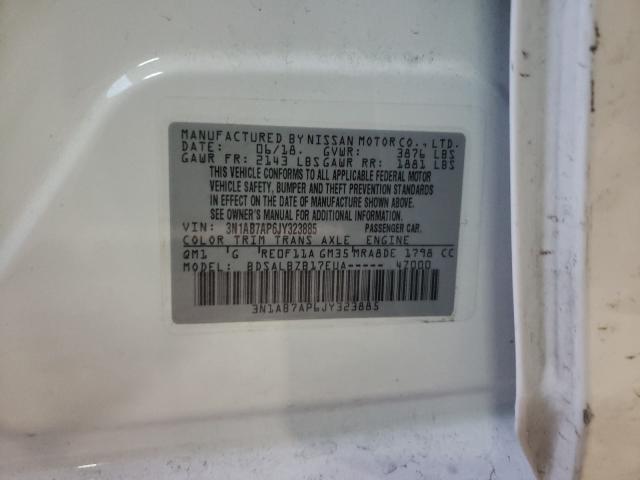 MANUFACTURED BY NISSAN MOTOR CO., LTD.
DATE: 06/18. GVWR: 3876 LBS
GAWR FR: 2143 LBS GAWR RR: 1881 LBS
THIS VEHICLE CONFORMS TO ALL APPLICABLE FEDERAL MOTOR
VEHICLE SAFETY, BUMPER AND THEFT PREVENTION STANDARDS
IN EFFECT ON THE DATE OF MANUFACTURE SHOWN ABOVE.
SEE OWNER'S MANUAL FOR ADDITIONAL INFORMATION.
VIN: 3N1AB7AP6JY323885 PASSENGER CAR.
COLOR TRIM TRANS AXLE ENGINE
QM1 G RE0F11A GM35 MRA8DE 1798 CC
MODEL: BDSALBZB17EUA----- 47000
3N1AB7AP6JY323885